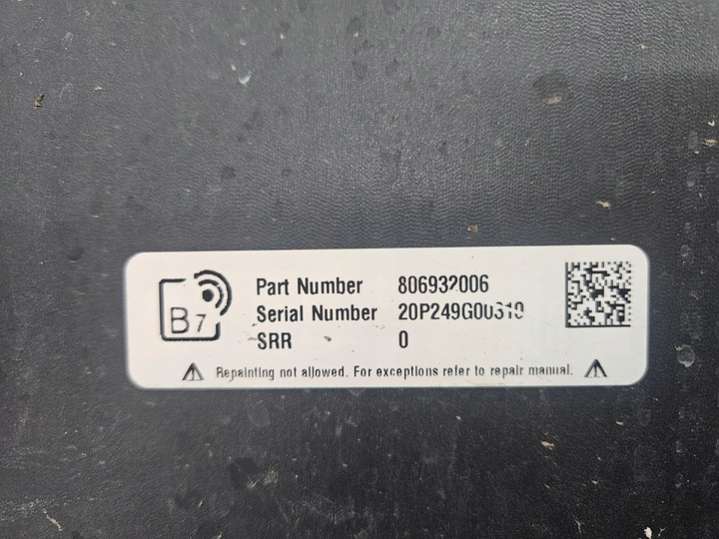 B7
Part Number 806932006
Serial Number
SRR 0
Repainting not allowed. For exceptions refer to repair manual.